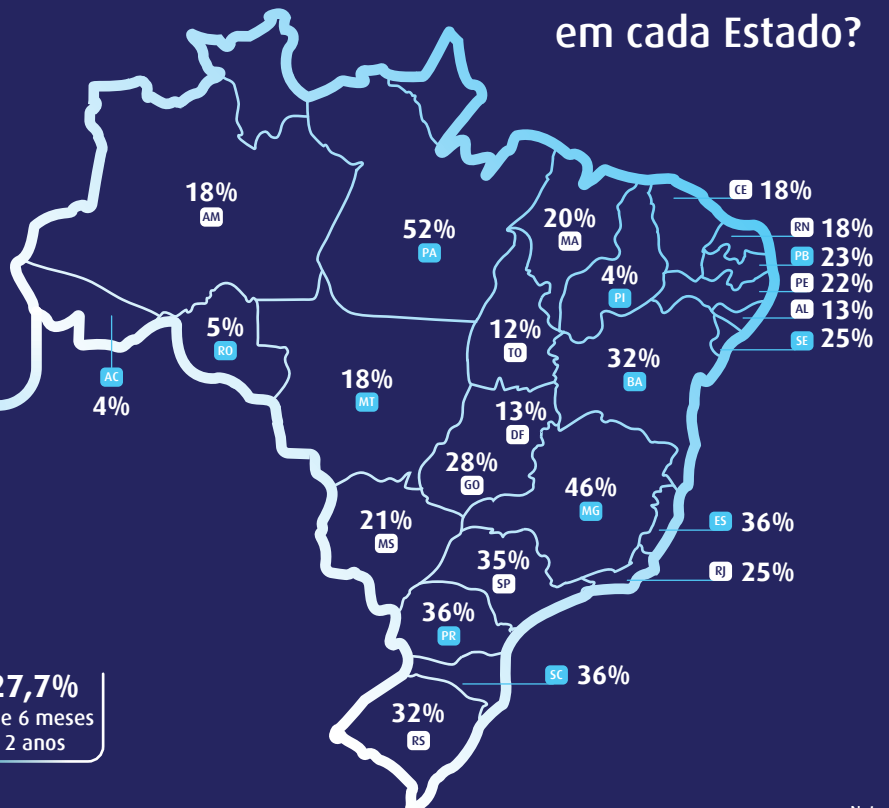 em cada Estado?
CE 18%
18%
AM
20%
MA
52%
PA
RN 18%
PB 23%
4%
PI
PE 22%
AL 13%
SE 25%
5%
RO
12%
TO
32%
BA
AC
4%
18%
MT
13%
DF
28%
GO
46%
MG
21%
MS
ES 36%
35%
SP
RJ 25%
36%
PR
SC 36%
27,7%
e 6 meses
2 anos
32%
RS